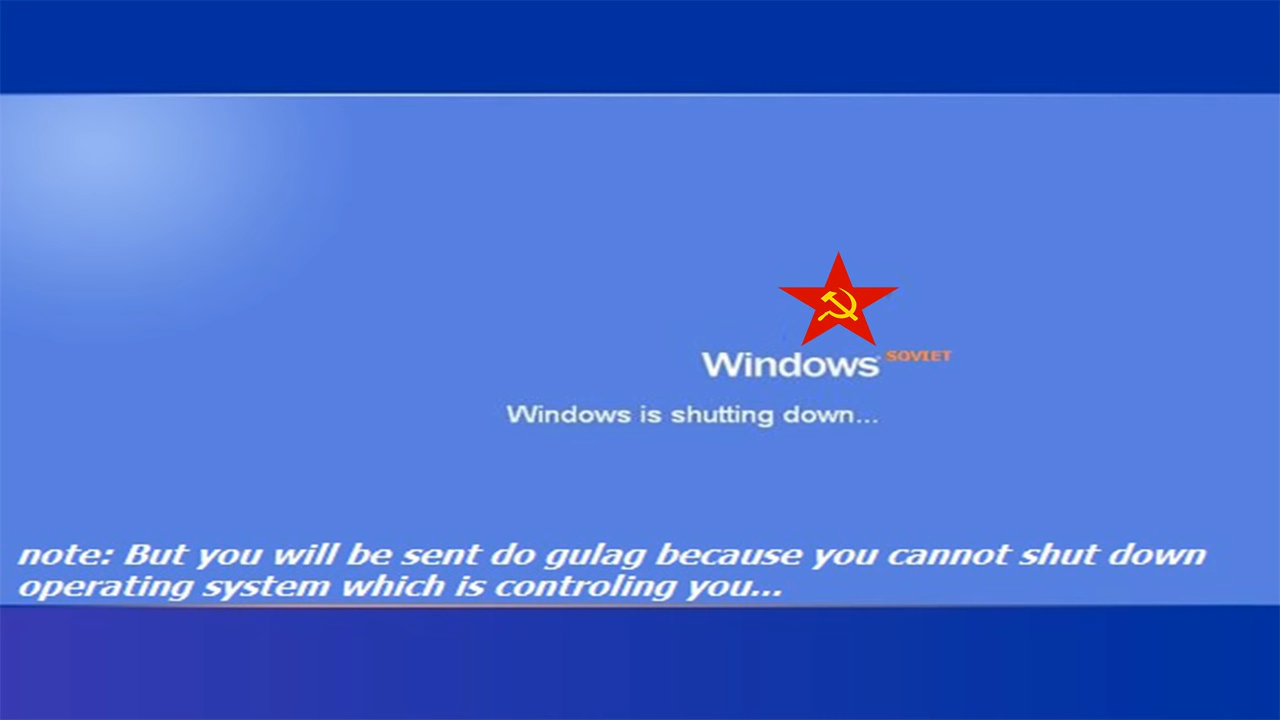 Windows SOVIET
Windows is shutting down...
note: But you will be sent do gulag because you cannot shut down
operating system which is controling you...